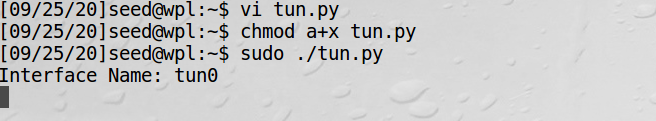 [09/25/20]seed@wpl:~$ vi tun.py
[09/25/20]seed@wpl:~$ chmod a+x tun.py
[09/25/20]seed@wpl:~$ sudo ./tun.py
Interface Name: tun0